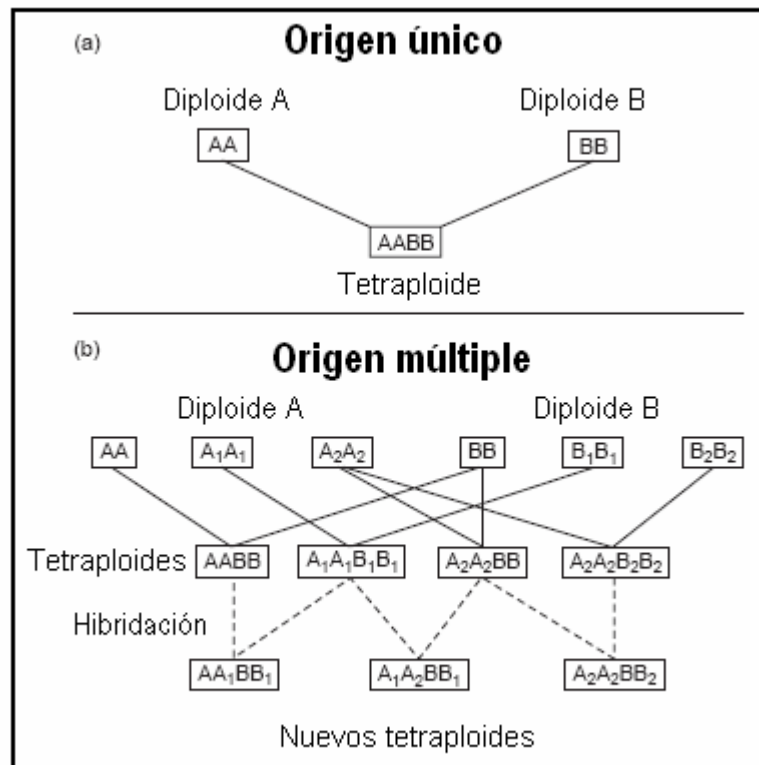 (a) Origen único
Diploide A Diploide B
AA BB
AABB
Tetraploide
(b) Origen múltiple
Diploide A Diploide B
AA A₁A₁ A₂A₂ BB B₁B₁ B₂B₂
Tetraploides AABB A₁A₁B₁B₁ A₂A₂BB A₂A₂B₂B₂
Hibridación
AA₁BB₁ A₁A₂BB₁ A₂A₂BB₂
Nuevos tetraploides